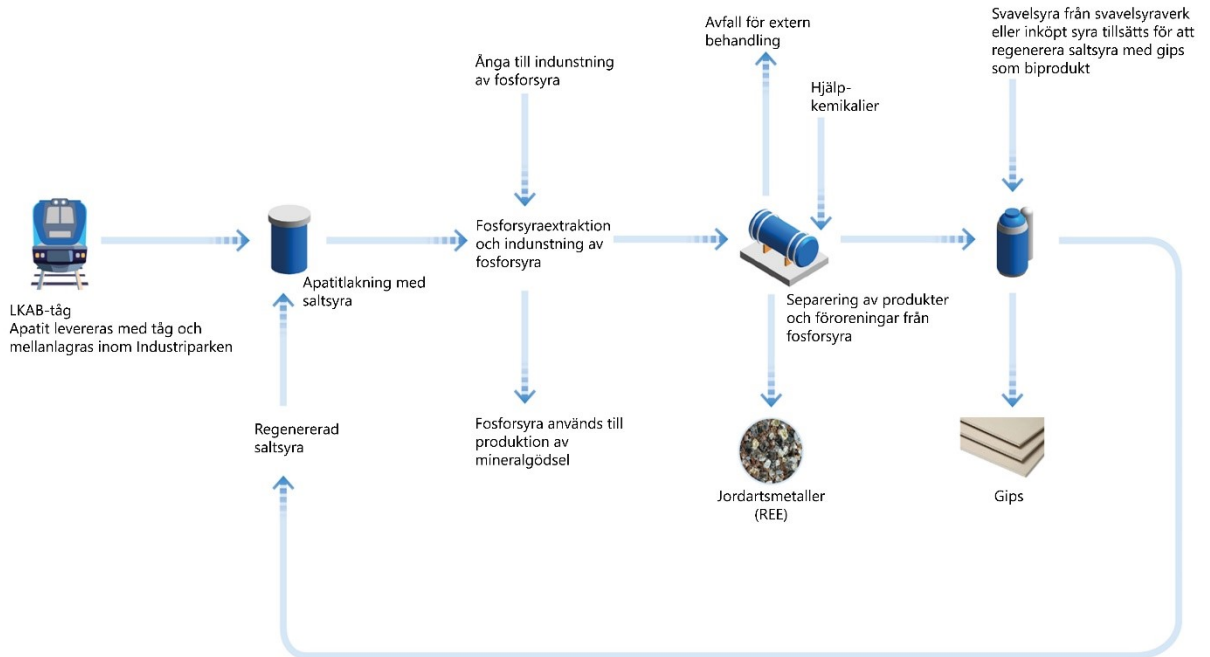 Avfall för extern
behandling
Svavelsyra från svavelsyraverk
eller inköpt syra tillsätts för att
regenerera saltsyra med gips
som biprodukt
Ånga till indunstning
av fosforsyra
Hjälp-
kemikalier
LKAB-tåg
Apatit levereras med tåg och
mellanlagras inom Industriparken
Apatitlakning med
saltsyra
Fosforsyraextraktion
och indunstning av
fosforsyra
Separering av produkter
och föroreningar från
fosforsyra
Regenererad
saltsyra
Fosforsyra används till
produktion av
mineralgödsel
Jordartsmetaller
(REE)
Gips